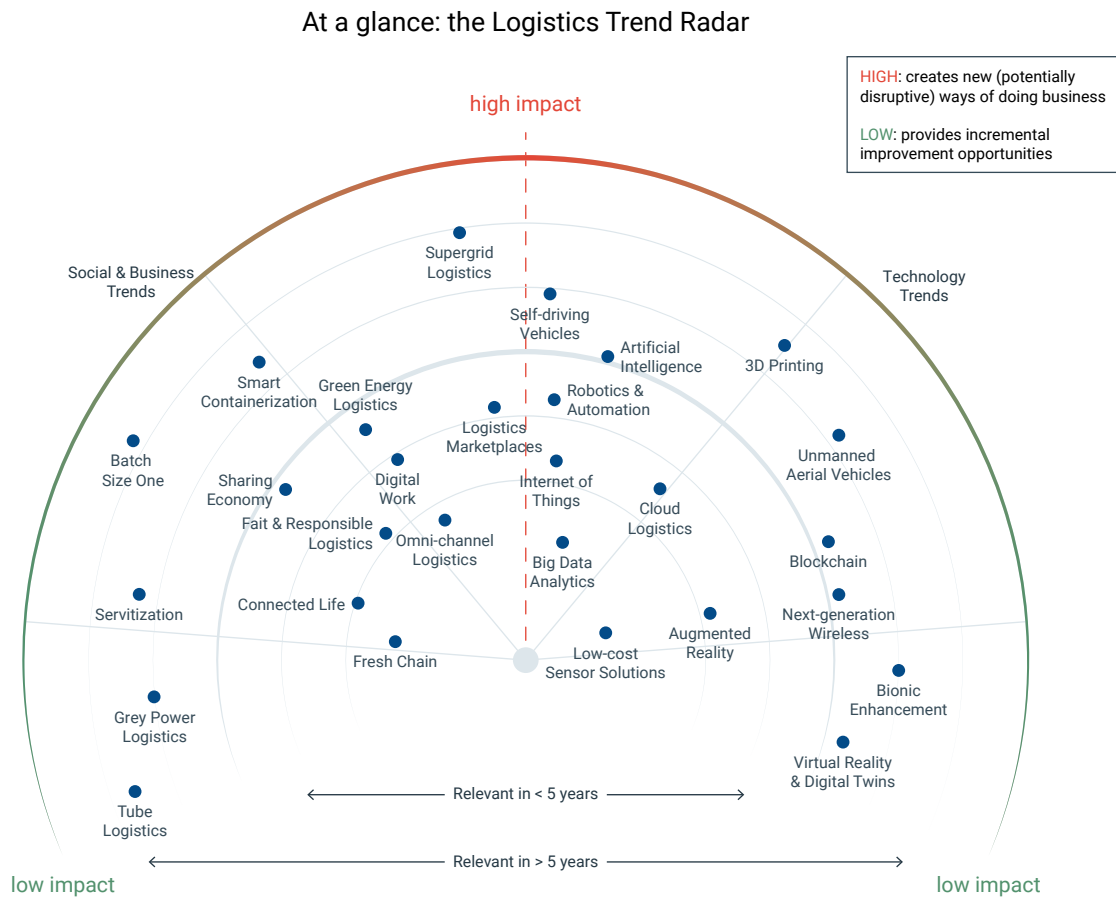 At a glance: the Logistics Trend Radar
HIGH: creates new (potentially
disruptive) ways of doing business
LOW: provides incremental
improvement opportunities
high impact
Social & Business
Trends
Technology
Trends
Supergrid
Logistics
Self-driving
Vehicles
Artificial
Intelligence
3D Printing
Smart
Containerization
Green Energy
Logistics
Robotics &
Automation
Logistics
Marketplaces
Batch
Size One
Unmanned
Aerial Vehicles
Sharing
Economy
Digital
Work
Internet of
Things
Cloud
Logistics
Fait & Responsible
Logistics
Omni-channel
Logistics
Big Data
Analytics
Blockchain
Servitization
Connected Life
Next-generation
Wireless
Fresh Chain
Low-cost
Sensor Solutions
Augmented
Reality
Grey Power
Logistics
Bionic
Enhancement
Virtual Reality
& Digital Twins
Tube
Logistics
Relevant in < 5 years
Relevant in > 5 years
low impact
low impact